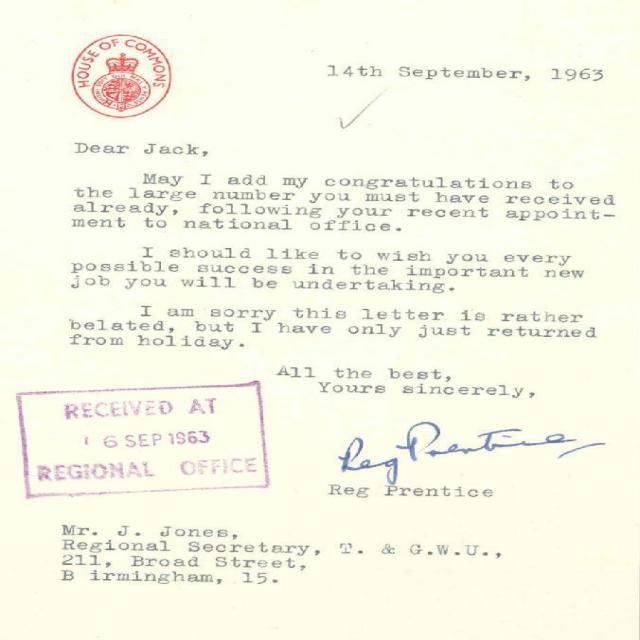 HOUSE OF COMMONS
14th September, 1963
Dear Jack,
May I add my congratulations to
the large number you must have received
already, following your recent appoint-
ment to national office.
I should like to wish you every
possible success in the important new
job you will be undertaking.
I am sorry this letter is rather
belated, but I have only just returned
from holiday.
All the best,
Yours sincerely,
RECEIVED AT
16 SEP 1963
REGIONAL OFFICE
Reg Prentice
Reg Prentice
Mr. J. Jones,
Regional Secretary, T. & G.W.U.,
211, Broad Street,
B irmingham, 15.